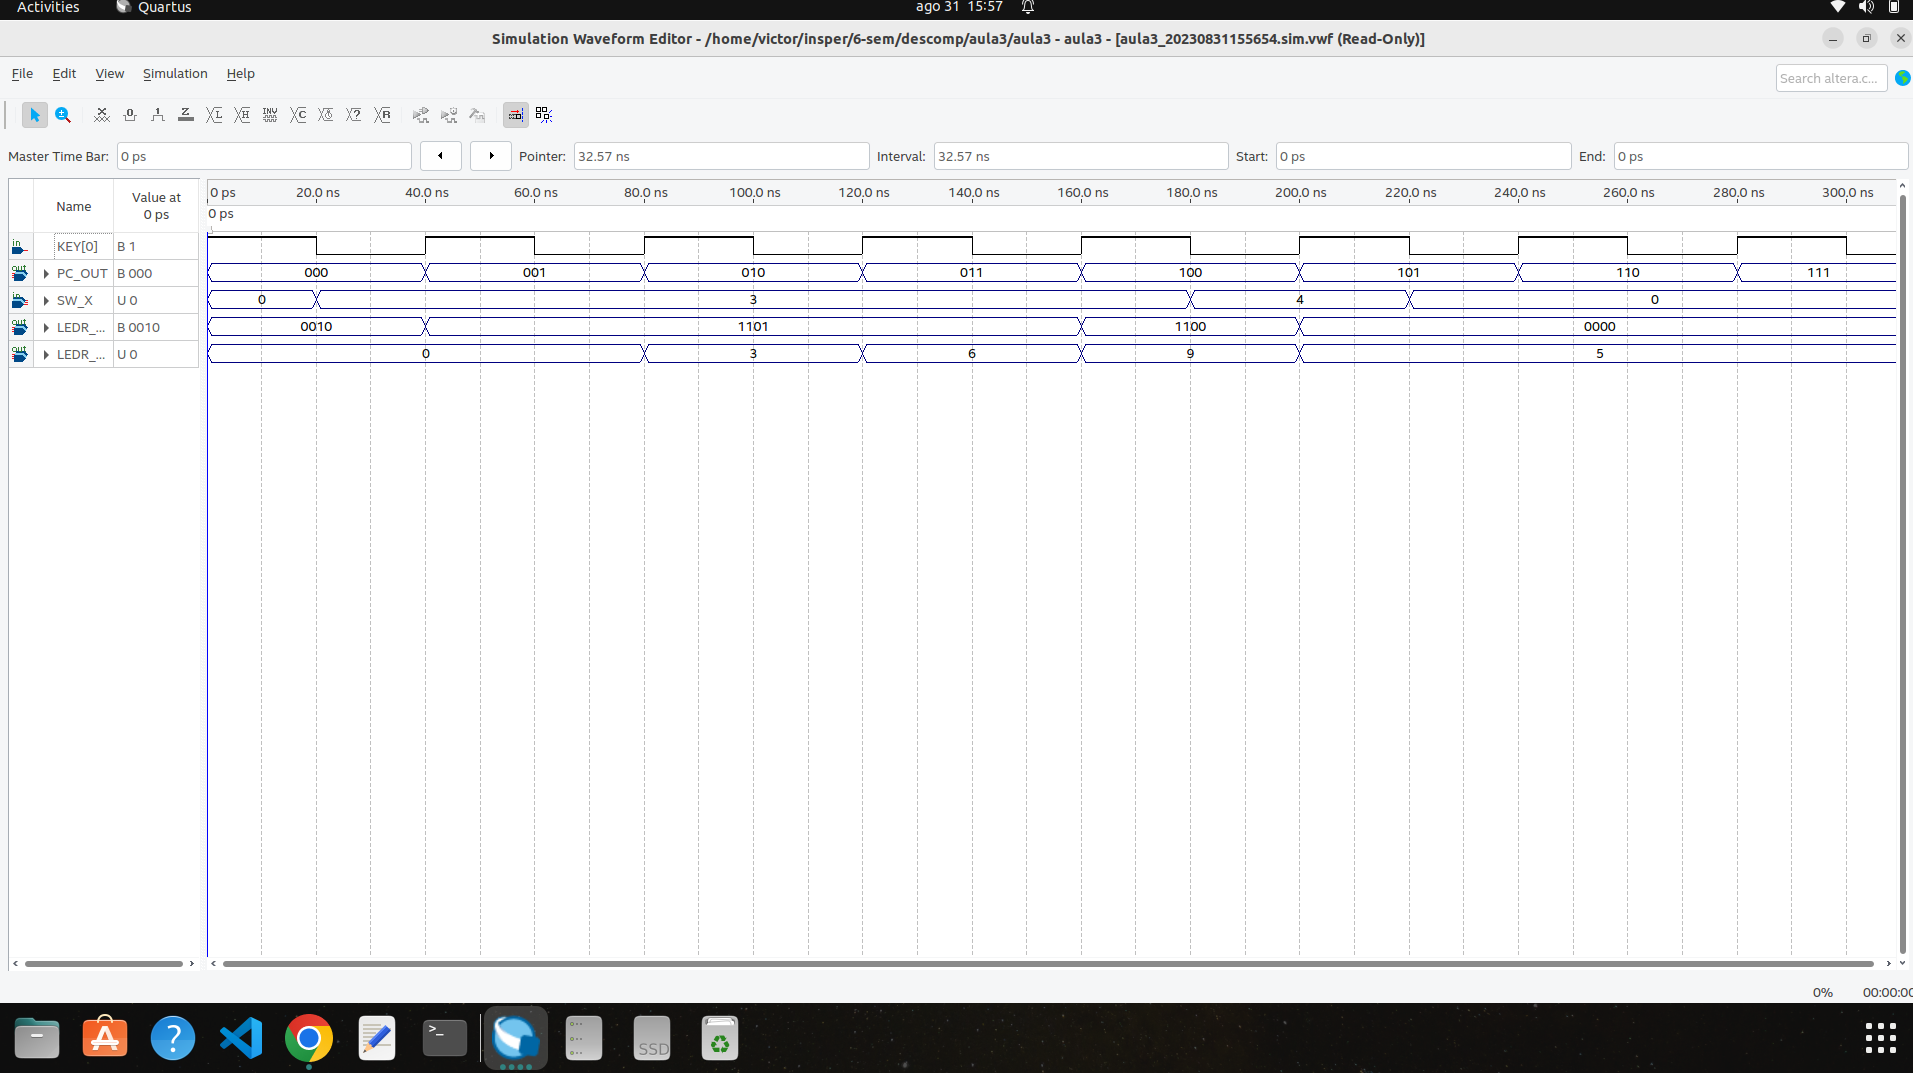 Activities Quartus ago 31 15:57
Simulation Waveform Editor - /home/victor/insper/6-sem/descomp/aula3/aula3 - aula3 - [aula3_20230831155654.sim.vwf (Read-Only)]
File Edit View Simulation Help Search altera.c...
Master Time Bar: 0 ps Pointer: 32.57 ns Interval: 32.57 ns Start: 0 ps End: 0 ps
Name Value at 0 ps 0 ps 20.0 ns 40.0 ns 60.0 ns 80.0 ns 100.0 ns 120.0 ns 140.0 ns 160.0 ns 180.0 ns 200.0 ns 220.0 ns 240.0 ns 260.0 ns 280.0 ns 300.0 ns
0 ps
in KEY[0] B 1
out PC_OUT B 000 000 001 010 011 100 101 110 111
in SW_X U 0 0 3 4 0
out LEDR_... B 0010 0010 1101 1100 0000
out LEDR_... U 0 0 3 6 9 5
0% 00:00:00
SSD